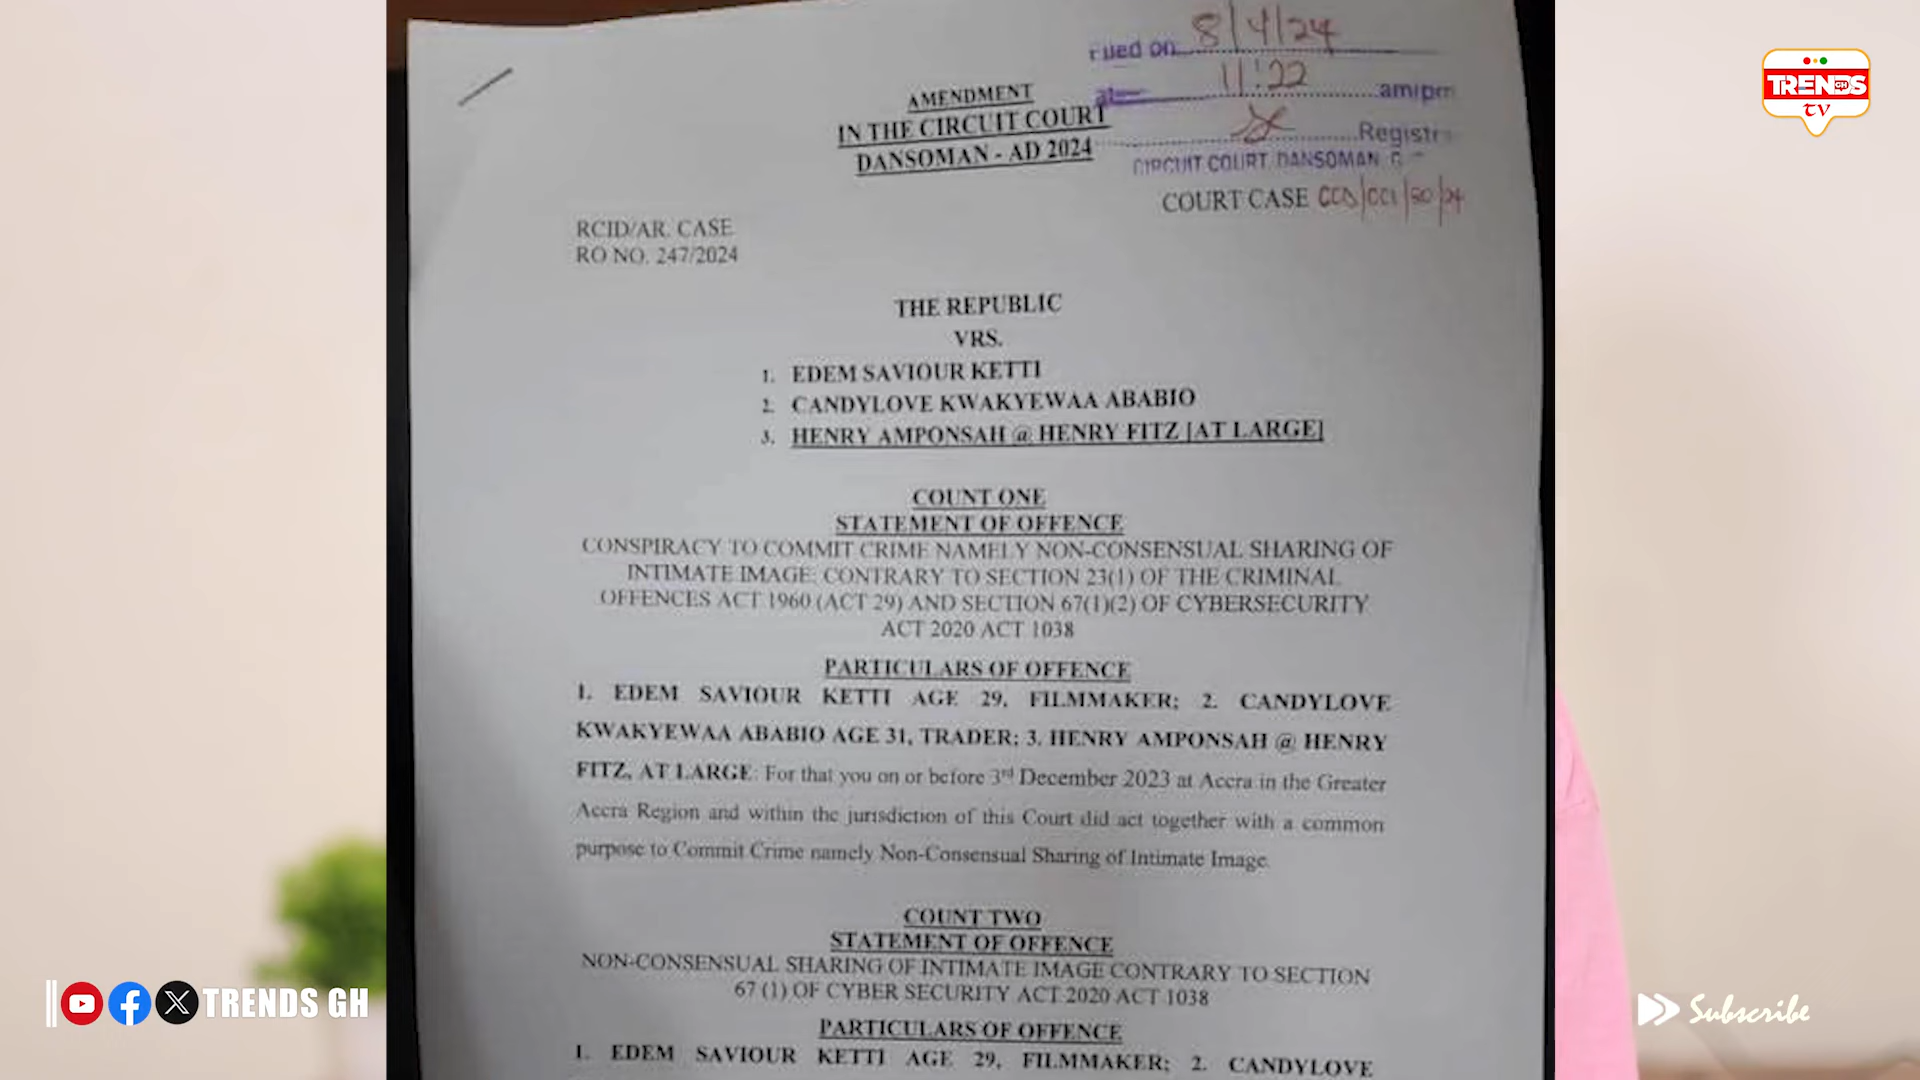 Filed on 8/4/24
at 11:22 am/pm
AMENDMENT
IN THE CIRCUIT COURT
DANSOMAN - AD 2024
Registr
CIRCUIT COURT, DANSOMAN
COURT CASE
RCID/AR. CASE
RO NO. 247/2024
THE REPUBLIC
VRS.
1. EDEM SAVIOUR KETTI
2. CANDYLOVE KWAKYEWAA ABABIO
3. HENRY AMPONSAH @ HENRY FITZ [AT LARGE]
COUNT ONE
STATEMENT OF OFFENCE
CONSPIRACY TO COMMIT CRIME NAMELY NON-CONSENSUAL SHARING OF
INTIMATE IMAGE; CONTRARY TO SECTION 23(1) OF THE CRIMINAL
OFFENCES ACT 1960 (ACT 29) AND SECTION 67(1)(2) OF CYBERSECURITY
ACT 2020 ACT 1038
PARTICULARS OF OFFENCE
1. EDEM SAVIOUR KETTI AGE 29, FILMMAKER; 2. CANDYLOVE
KWAKYEWAA ABABIO AGE 31, TRADER; 3. HENRY AMPONSAH @ HENRY
FITZ, AT LARGE: For that you on or before 3rd December 2023 at Accra in the Greater
Accra Region and within the jurisdiction of this Court did act together with a common
purpose to Commit Crime namely Non-Consensual Sharing of Intimate Image.
COUNT TWO
STATEMENT OF OFFENCE
NON-CONSENSUAL SHARING OF INTIMATE IMAGE CONTRARY TO SECTION
67 (1) OF CYBER SECURITY ACT 2020 ACT 1038
PARTICULARS OF OFFENCE
1. EDEM SAVIOUR KETTI AGE 29, FILMMAKER; 2. CANDYLOVE
TRENDS GH
TV
TRENDS GH
Subscribe